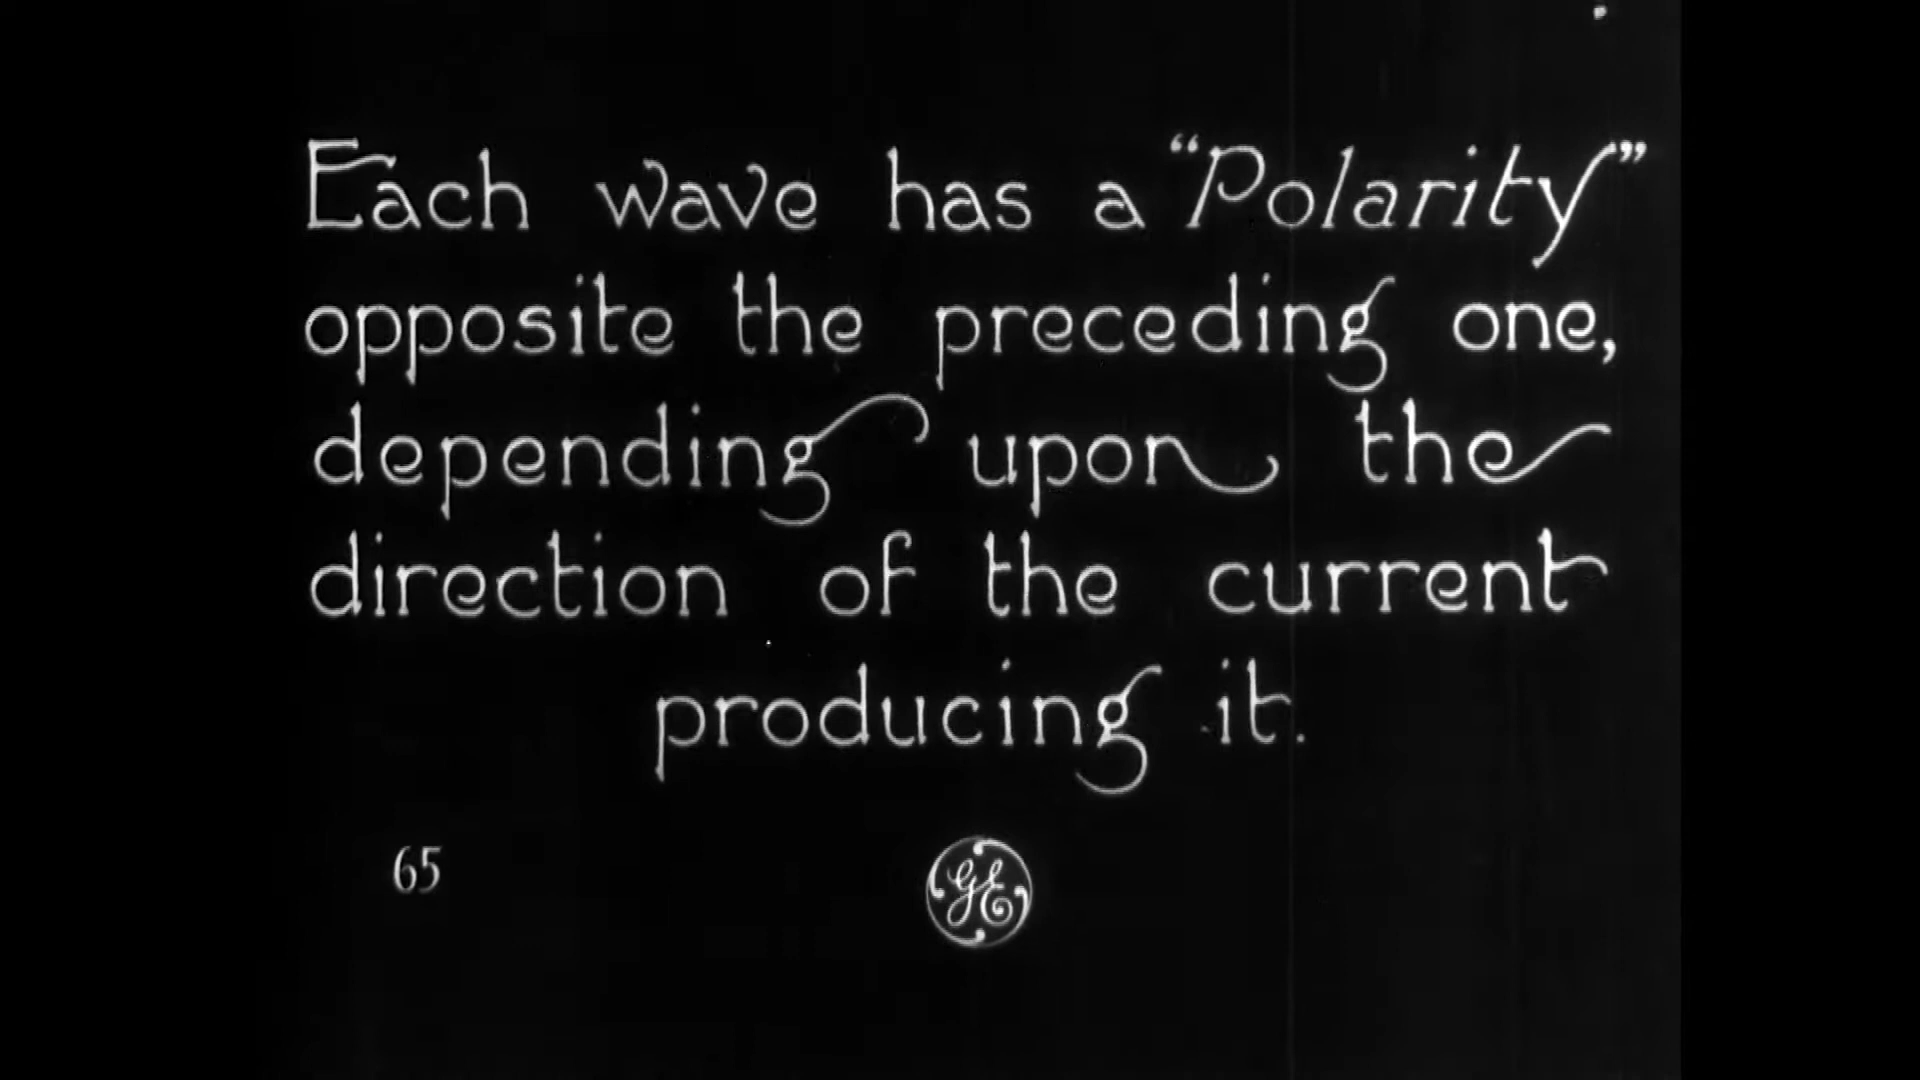 Each wave has a “Polarity”
opposite the preceding one,
depending upon the
direction of the current
producing it.
65
GE